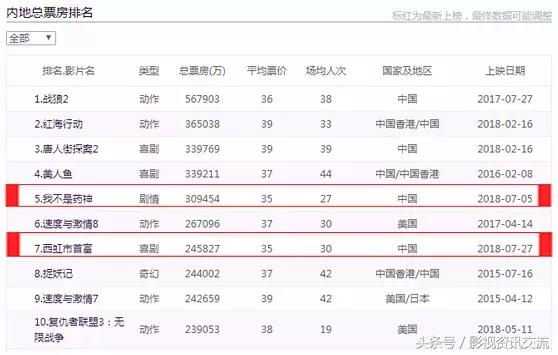 内地总票房排名
标红为最新上榜，最终数据可能调整
全部
排名.影片名 类型 总票房(万) 平均票价 场均人次 国家及地区 上映日期
1.战狼2 动作 567903 36 38 中国 2017-07-27
2.红海行动 动作 365038 39 33 中国香港/中国 2018-02-16
3.唐人街探案2 喜剧 339769 39 39 中国 2018-02-16
4.美人鱼 喜剧 339211 37 44 中国/中国香港 2016-02-08
5.我不是药神 剧情 309454 35 27 中国 2018-07-05
6.速度与激情8 动作 267096 37 30 美国 2017-04-14
7.西虹市首富 喜剧 245827 35 30 中国 2018-07-27
8.捉妖记 奇幻 244002 37 42 中国香港/中国 2015-07-16
9.速度与激情7 动作 242659 39 42 美国/日本 2015-04-12
10.复仇者联盟3：无
限战争 动作 239053 38 19 美国 2018-05-11
头条号 / 影视资讯交流